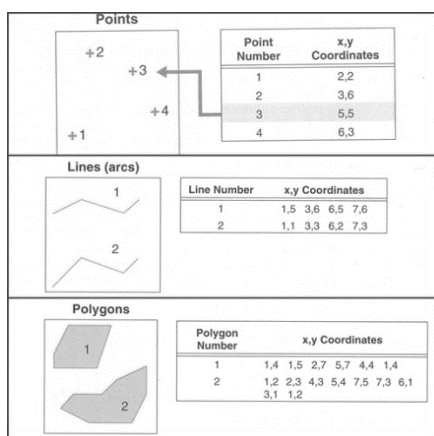 Points
+2
+3
+4
+1
Point Number x,y Coordinates
1 2,2
2 3,6
3 5,5
4 6,3
Lines (arcs)
1
2
Line Number x,y Coordinates
1 1,5 3,6 6,5 7,6
2 1,1 3,3 6,2 7,3
Polygons
1
2
Polygon Number x,y Coordinates
1 1,4 1,5 2,7 5,7 4,4 1,4
2 1,2 2,3 4,3 5,4 7,5 7,3 6,1
3,1 1,2